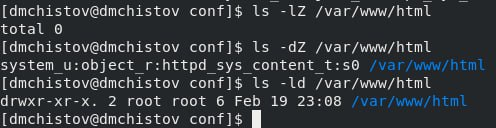 [dmchistov@dmchistov conf]$ ls -lZ /var/www/html
total 0
[dmchistov@dmchistov conf]$ ls -dZ /var/www/html
system_u:object_r:httpd_sys_content_t:s0 /var/www/html
[dmchistov@dmchistov conf]$ ls -ld /var/www/html
drwxr-xr-x. 2 root root 6 Feb 19 23:08 /var/www/html
[dmchistov@dmchistov conf]$